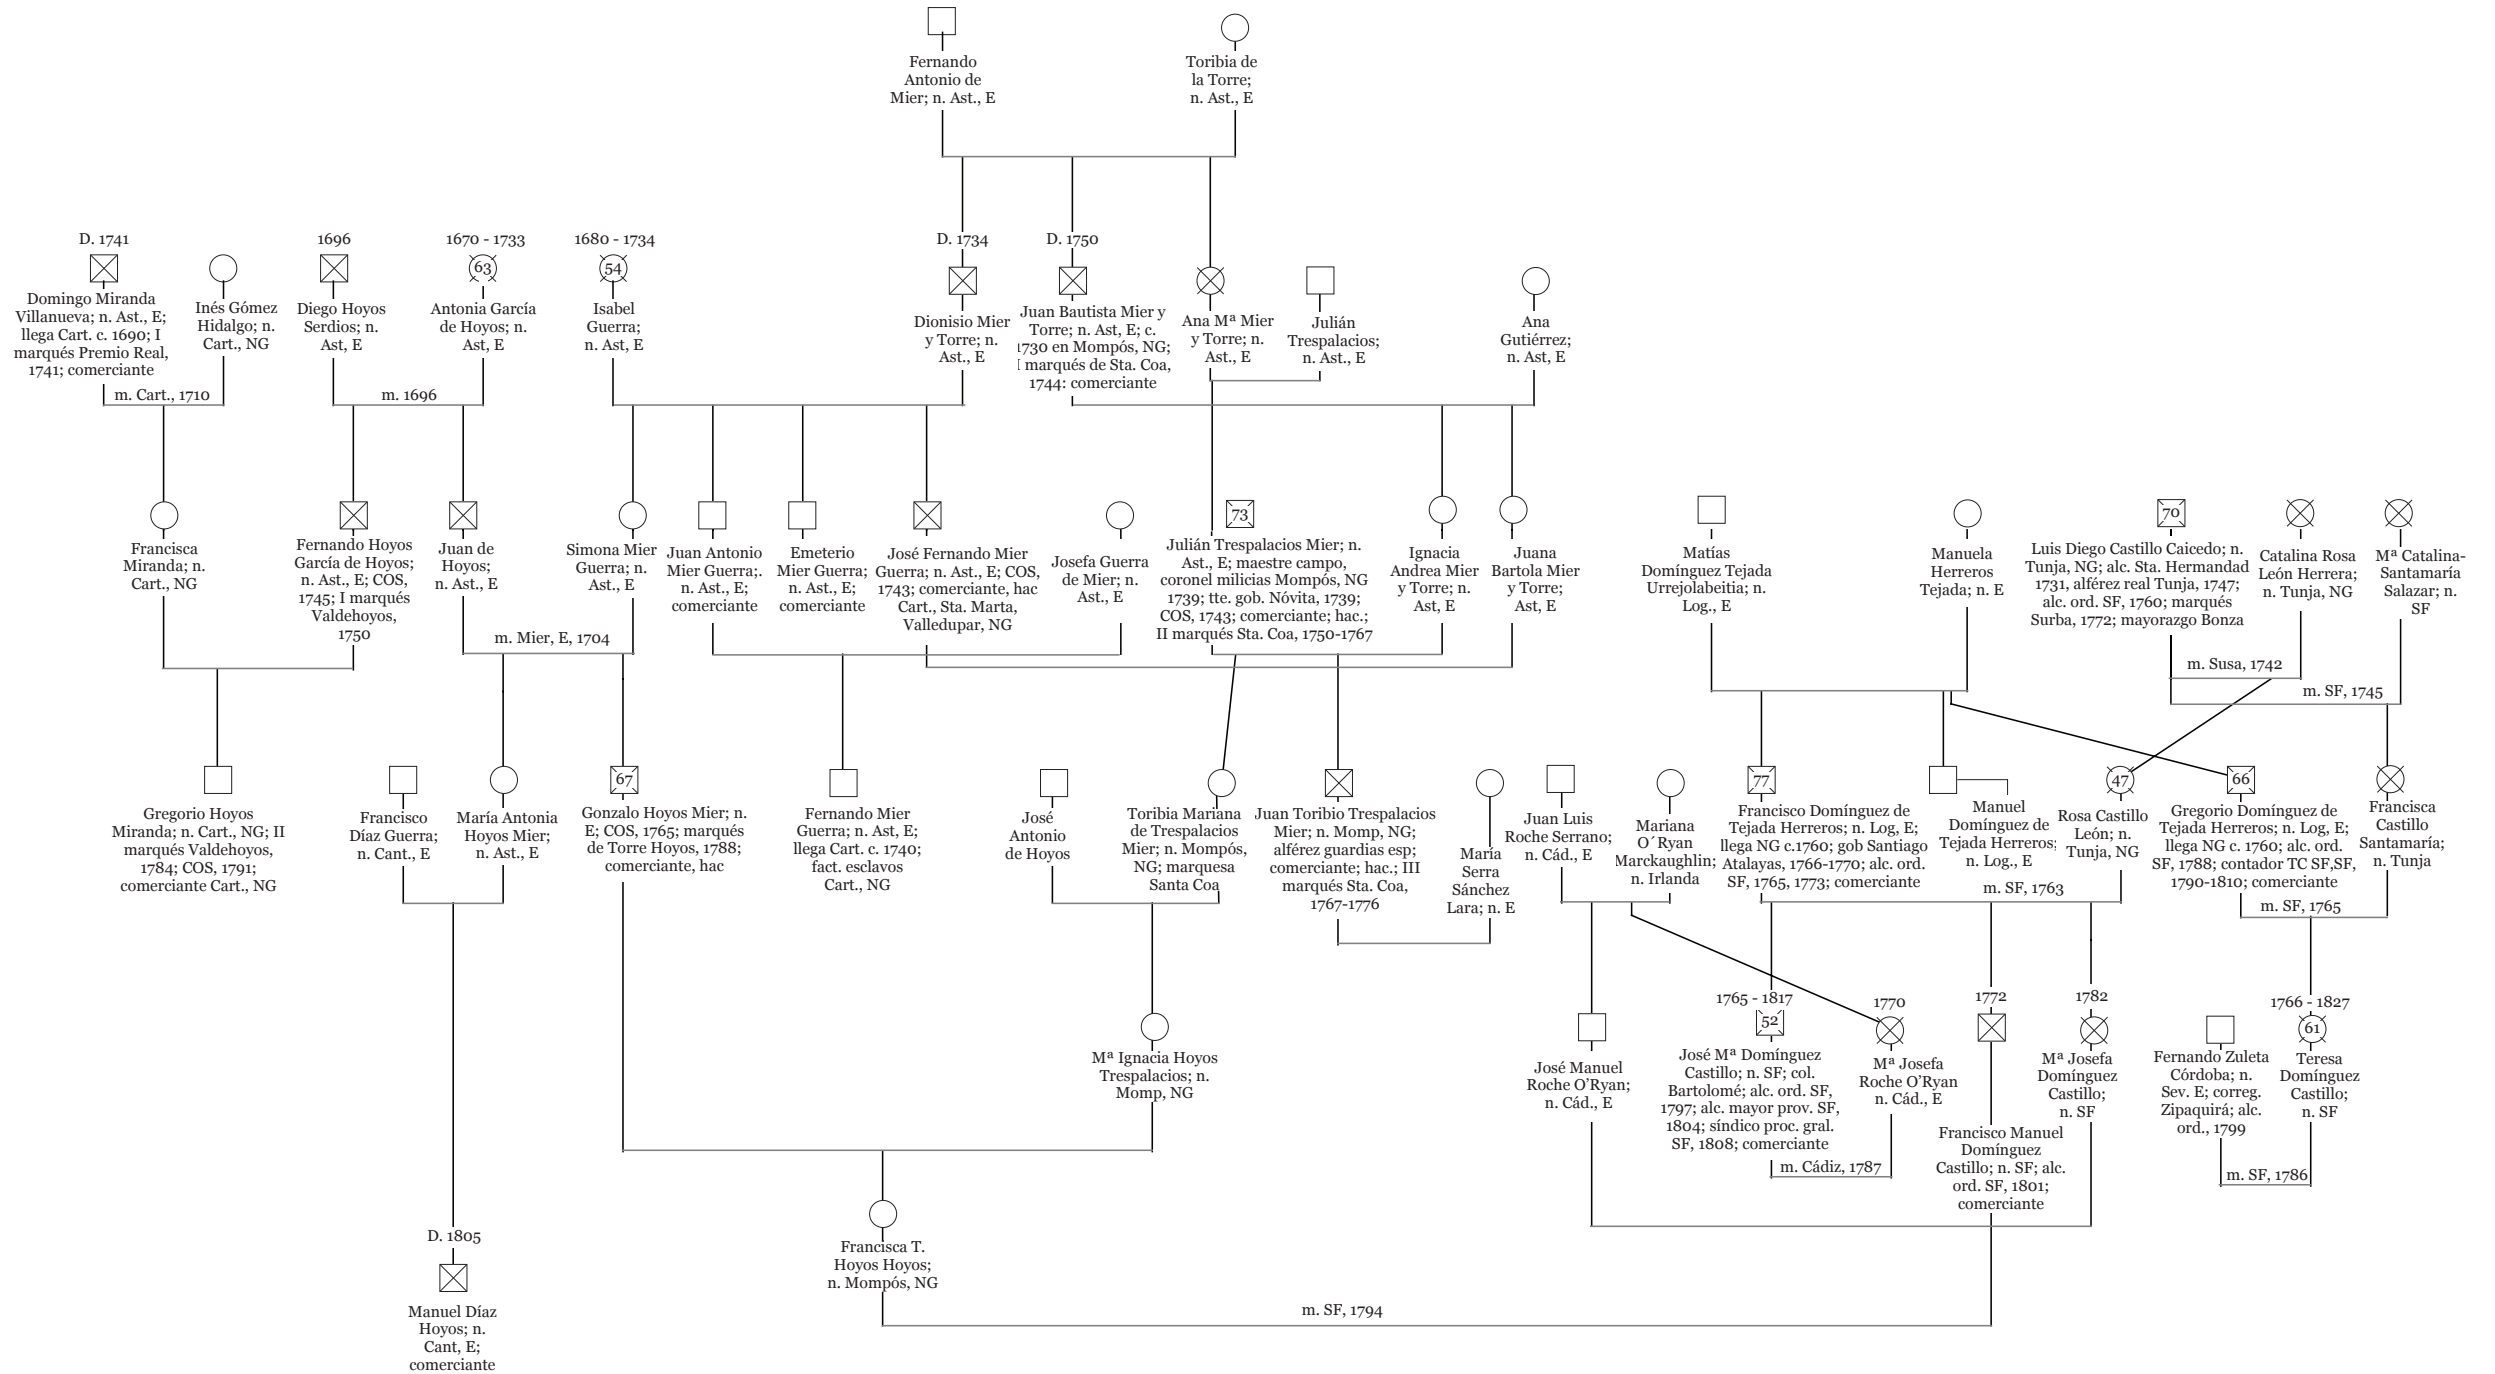 Fernando
Antonio de
Mier; n. Ast., E
Toribia de
la Torre;
n. Ast., E
D. 1741
Domingo Miranda
Villanueva; n. Ast., E;
llega Cart. c. 1690; I
marqués Premio Real,
1741; comerciante
Inés Gómez
Hidalgo; n.
Cart., NG
m. Cart., 1710
1696
Diego Hoyos
Serdios; n.
Ast, E
1670 - 1733
63
Antonia García
de Hoyos; n.
Ast, E
m. 1696
1680 - 1734
54
Isabel
Guerra;
n. Ast, E
D. 1734
Dionisio Mier
y Torre; n.
Ast., E
D. 1750
Juan Bautista Mier y
Torre; n. Ast, E; c.
1730 en Mompós, NG;
I marqués de Sta. Coa,
1744: comerciante
Ana Mª Mier
y Torre; n.
Ast., E
Julián
Trespalacios;
n. Ast., E
Ana
Gutiérrez;
n. Ast, E
Francisca
Miranda; n.
Cart., NG
Fernando Hoyos
García de Hoyos;
n. Ast., E; COS,
1745; I marqués
Valdehoyos,
1750
Juan de
Hoyos;
n. Ast., E
Simona Mier
Guerra; n.
Ast., E
m. Mier, E, 1704
Juan Antonio
Mier Guerra;.
n. Ast., E;
comerciante
Emeterio
Mier Guerra;
n. Ast., E;
comerciante
José Fernando Mier
Guerra; n. Ast., E; COS,
1743; comerciante, hac
Cart., Sta. Marta,
Valledupar, NG
Josefa Guerra
de Mier; n.
Ast., E
73
Julián Trespalacios Mier; n.
Ast., E; maestre campo,
coronel milicias Mompós, NG
1739; tte. gob. Nóvita, 1739;
COS, 1743; comerciante; hac.;
II marqués Sta. Coa, 1750-1767
Ignacia
Andrea Mier
y Torre; n.
Ast, E
Juana
Bartola Mier
y Torre;
Ast, E
Matías
Domínguez Tejada
Urrejolabeitia; n.
Log., E
Manuela
Herreros
Tejada; n. E
70
Luis Diego Castillo Caicedo; n.
Tunja, NG; alc. Sta. Hermandad
1731, alférez real Tunja, 1747;
alc. ord. SF, 1760; marqués
Surba, 1772; mayorazgo Bonza
Catalina Rosa
León Herrera;
n. Tunja, NG
Mª Catalina-
Santamaría
Salazar; n.
SF
m. Susa, 1742
m. SF, 1745
Gregorio Hoyos
Miranda; n. Cart., NG; II
marqués Valdehoyos,
1784; COS, 1791;
comerciante Cart., NG
Francisco
Díaz Guerra;
n. Cant., E
María Antonia
Hoyos Mier;
n. Ast., E
67
Gonzalo Hoyos Mier; n.
E; COS, 1765; marqués
de Torre Hoyos, 1788;
comerciante, hac
Fernando Mier
Guerra; n. Ast, E;
llega Cart. c. 1740;
fact. esclavos
Cart., NG
José
Antonio
de Hoyos
Toribia Mariana
de Trespalacios
Mier; n. Mompós,
NG; marquesa
Santa Coa
Juan Toribio Trespalacios
Mier; n. Momp, NG;
alférez guardias esp;
comerciante; hac.; III
marqués Sta. Coa,
1767-1776
María
Serra
Sánchez
Lara; n. E
Juan Luis
Roche Serrano;
n. Cád., E
Mariana
O´Ryan
Marckaughlin;
n. Irlanda
77
Francisco Domínguez de
Tejada Herreros; n. Log, E;
llega NG c.1760; gob Santiago
Atalayas, 1766-1770; alc. ord.
SF, 1765, 1773; comerciante
Manuel
Domínguez de
Tejada Herreros;
n. Log., E
47
Rosa Castillo
León; n.
Tunja, NG
m. SF, 1763
66
Gregorio Domínguez de
Tejada Herreros; n. Log, E;
llega NG c. 1760; alc. ord.
SF, 1788; contador TC SF,SF,
1790-1810; comerciante
Francisca
Castillo
Santamaría;
n. Tunja
m. SF, 1765
Mª Ignacia Hoyos
Trespalacios; n.
Momp, NG
José Manuel
Roche O’Ryan;
n. Cád., E
1765 - 1817
52
José Mª Domínguez
Castillo; n. SF; col.
Bartolomé; alc. ord. SF,
1797; alc. mayor prov. SF,
1804; síndico proc. gral.
SF, 1808; comerciante
1770
Mª Josefa
Roche O’Ryan
n. Cád., E
m. Cádiz, 1787
1772
Francisco Manuel
Domínguez
Castillo; n. SF; alc.
ord. SF, 1801;
comerciante
1782
Mª Josefa
Domínguez
Castillo;
n. SF
Fernando Zuleta
Córdoba; n.
Sev. E; correg.
Zipaquirá; alc.
ord., 1799
1766 - 1827
61
Teresa
Domínguez
Castillo;
n. SF
m. SF, 1786
D. 1805
Manuel Díaz
Hoyos; n.
Cant, E;
comerciante
Francisca T.
Hoyos Hoyos;
n. Mompós, NG
m. SF, 1794